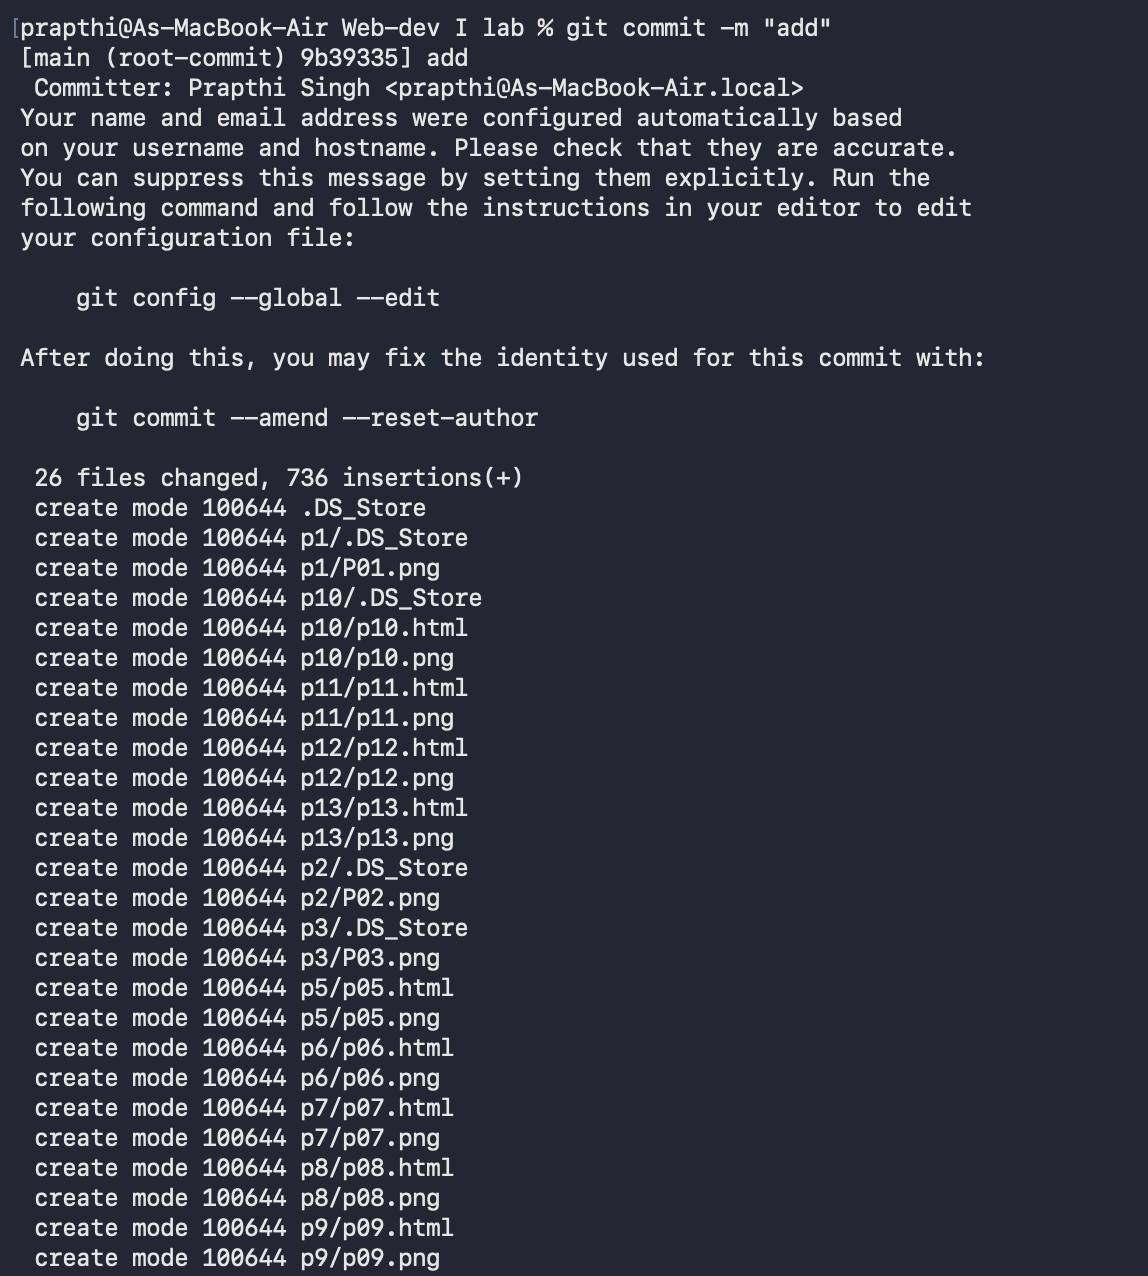 [prapthi@As-MacBook-Air Web-dev I lab % git commit -m "add"
[main (root-commit) 9b39335] add
 Committer: Prapthi Singh <prapthi@As-MacBook-Air.local>
Your name and email address were configured automatically based
on your username and hostname. Please check that they are accurate.
You can suppress this message by setting them explicitly. Run the
following command and follow the instructions in your editor to edit
your configuration file:

    git config --global --edit

After doing this, you may fix the identity used for this commit with:

    git commit --amend --reset-author

 26 files changed, 736 insertions(+)
 create mode 100644 .DS_Store
 create mode 100644 p1/.DS_Store
 create mode 100644 p1/P01.png
 create mode 100644 p10/.DS_Store
 create mode 100644 p10/p10.html
 create mode 100644 p10/p10.png
 create mode 100644 p11/p11.html
 create mode 100644 p11/p11.png
 create mode 100644 p12/p12.html
 create mode 100644 p12/p12.png
 create mode 100644 p13/p13.html
 create mode 100644 p13/p13.png
 create mode 100644 p2/.DS_Store
 create mode 100644 p2/P02.png
 create mode 100644 p3/.DS_Store
 create mode 100644 p3/P03.png
 create mode 100644 p5/p05.html
 create mode 100644 p5/p05.png
 create mode 100644 p6/p06.html
 create mode 100644 p6/p06.png
 create mode 100644 p7/p07.html
 create mode 100644 p7/p07.png
 create mode 100644 p8/p08.html
 create mode 100644 p8/p08.png
 create mode 100644 p9/p09.html
 create mode 100644 p9/p09.png